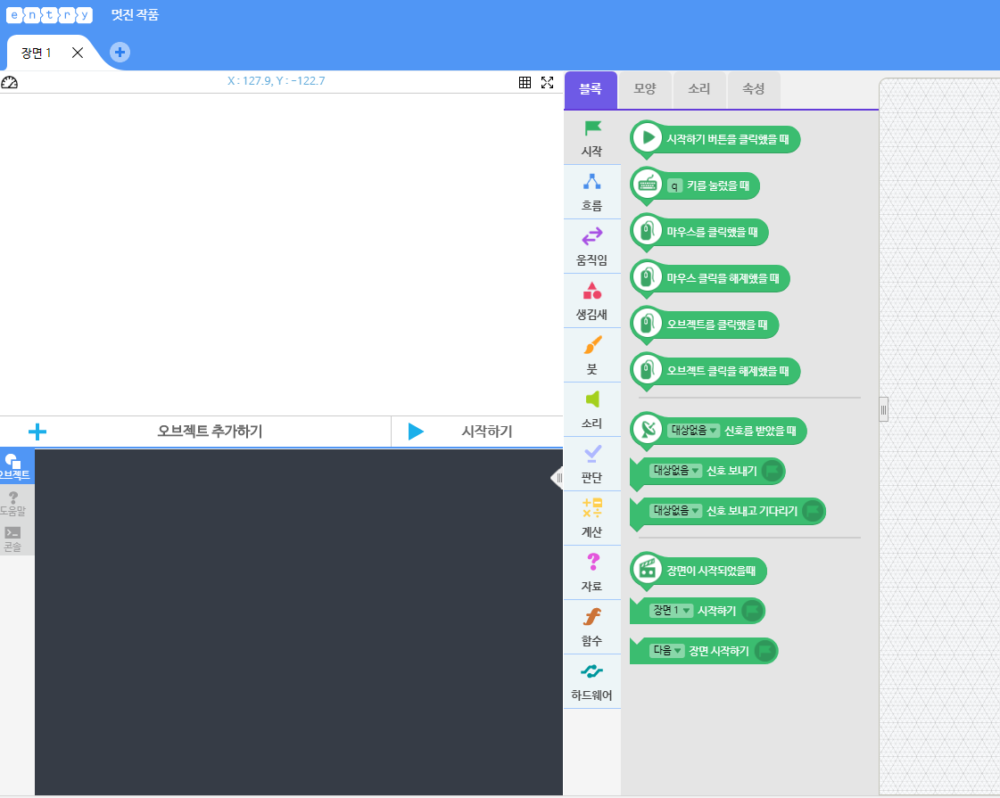 entry 멋진 작품
장면 1
X : 127.9, Y : -122.7
블록 모양 소리 속성
시작
흐름
움직임
생김새
붓
소리
판단
계산
자료
함수
하드웨어
시작하기 버튼을 클릭했을 때
q 키를 눌렀을 때
마우스를 클릭했을 때
마우스 클릭을 해제했을 때
오브젝트를 클릭했을 때
오브젝트 클릭을 해제했을 때
대상없음 신호를 받았을 때
대상없음 신호 보내기
대상없음 신호 보내고 기다리기
장면이 시작되었을때
장면 1 시작하기
다음 장면 시작하기
오브젝트 추가하기 시작하기
오브젝트
도움말
콘솔